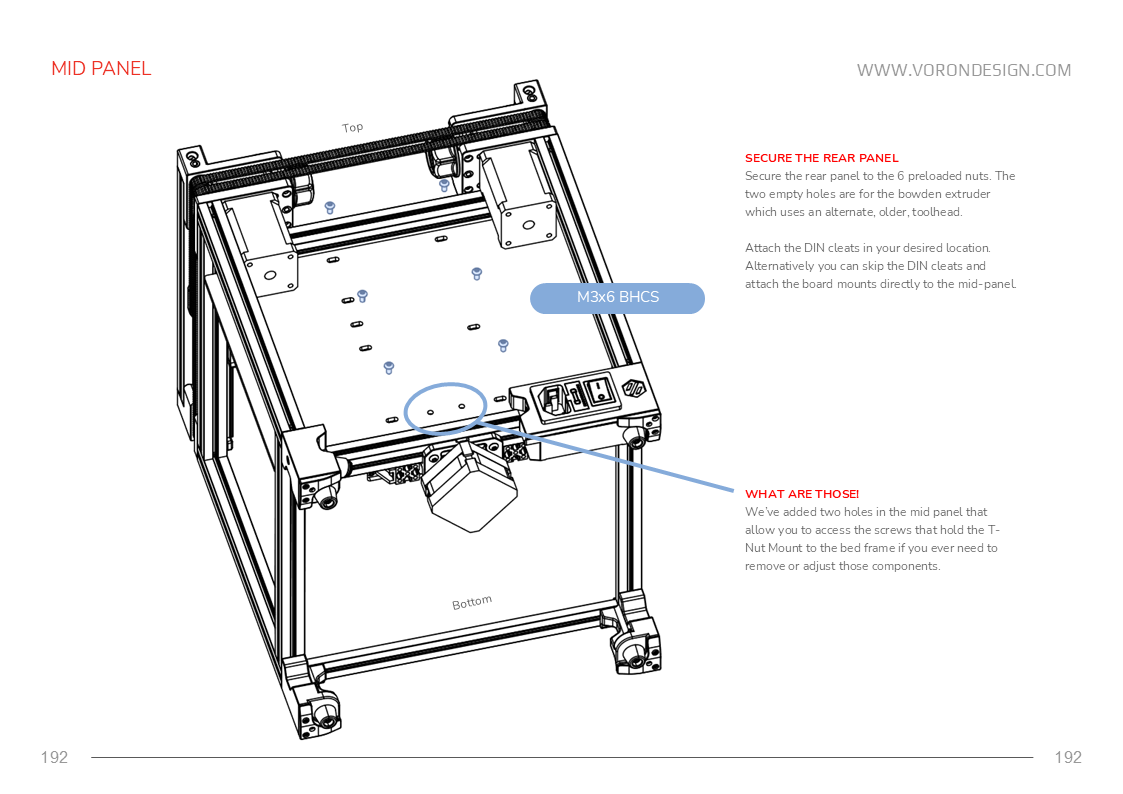 MID PANEL
WWW.VORONDESIGN.COM
Top
SECURE THE REAR PANEL
Secure the rear panel to the 6 preloaded nuts. The
two empty holes are for the bowden extruder
which uses an alternate, older, toolhead.
Attach the DIN cleats in your desired location.
Alternatively you can skip the DIN cleats and
attach the board mounts directly to the mid-panel.
M3x6 BHCS
WHAT ARE THOSE!
We’ve added two holes in the mid panel that
allow you to access the screws that hold the T-
Nut Mount to the bed frame if you ever need to
remove or adjust those components.
Bottom
192
192